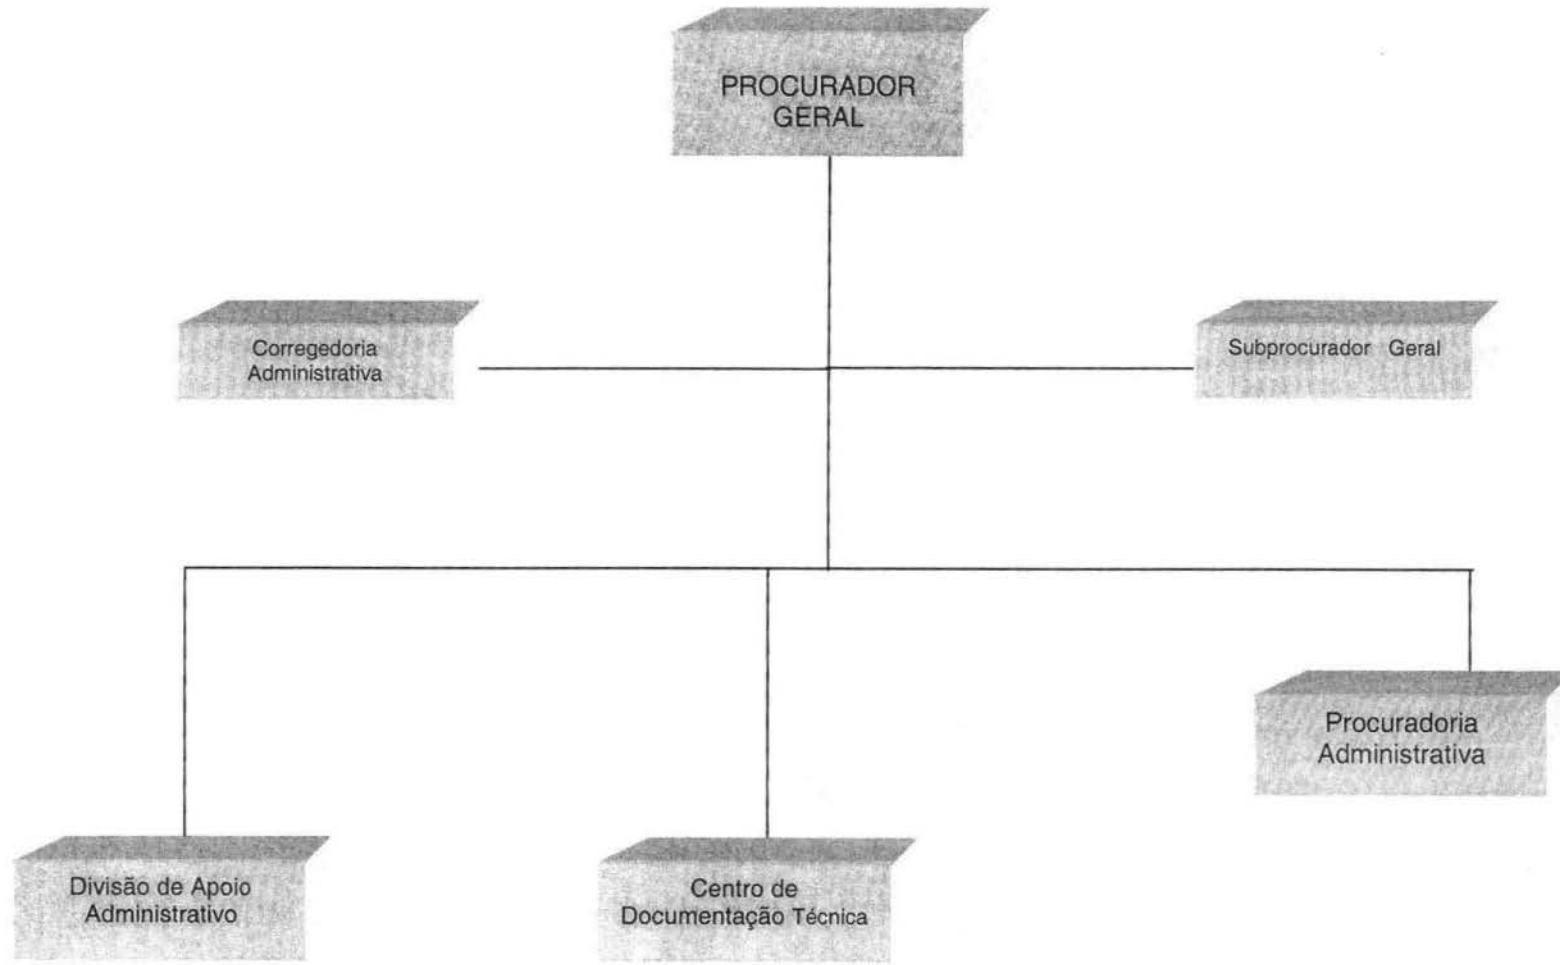 PROCURADOR
GERAL
Corregedoria
Administrativa
Subprocurador Geral
Procuradoria
Administrativa
Divisão de Apoio
Administrativo
Centro de
Documentação Técnica